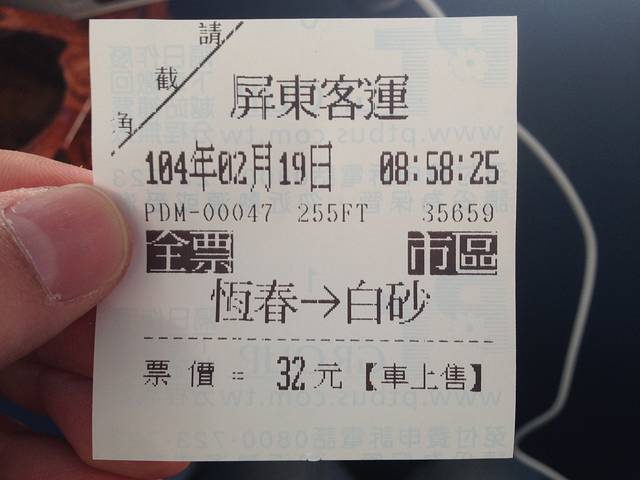 請截角
屏東客運
104年02月19日 08:58:25
PDM-00047 255FT 35659
全票 市區
恆春→白砂
票價= 32元【車上售】